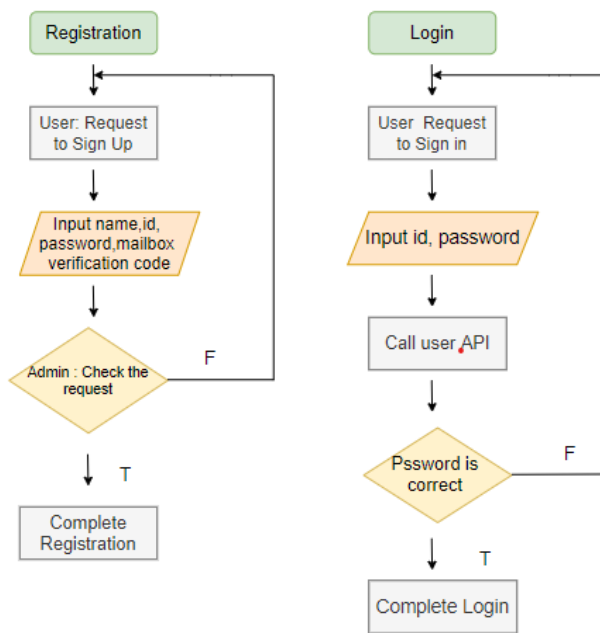 Registration
User: Request
to Sign Up
Input name,id,
password,mailbox
verification code
Admin : Check the
request
F
T
Complete
Registration
Login
User Request
to Sign in
Input id, password
Call user API
Pssword is
correct
F
T
Complete Login